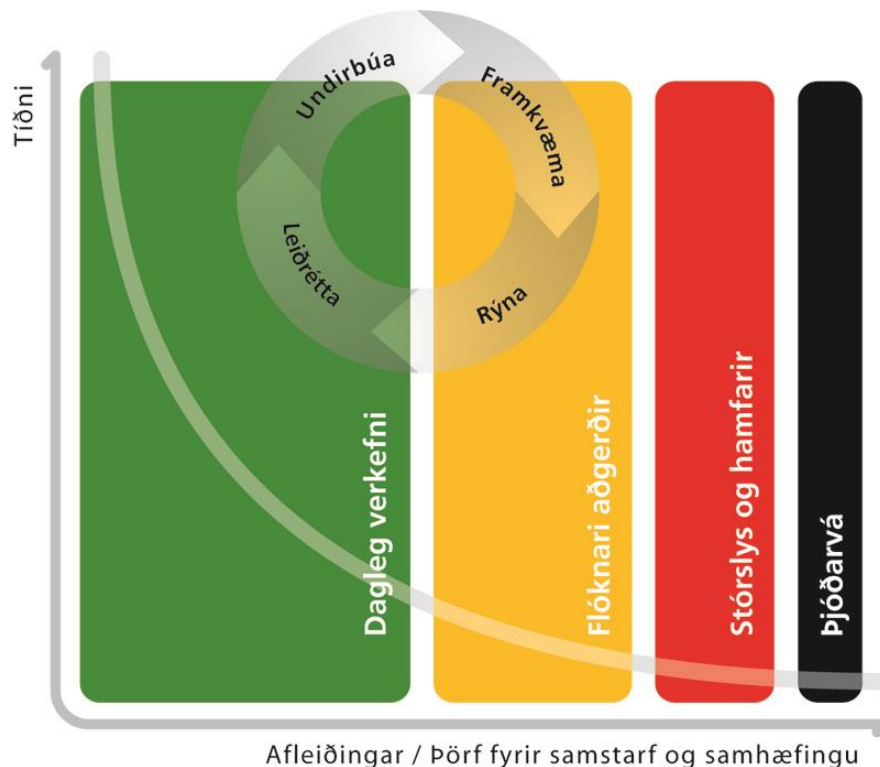 Tíðni
Undirbúa
Framkvæma
Rýna
Leiðrétta
Dagleg verkefni
Flóknari aðgerðir
Stórslys og hamfarir
Þjóðarvá
Afleiðingar / Þörf fyrir samstarf og samhæfingu